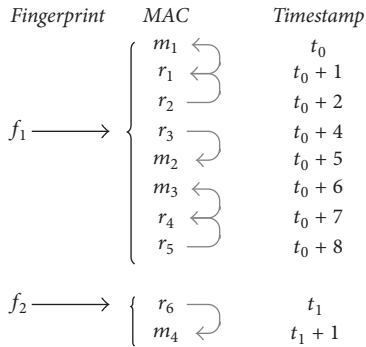 Fingerprint MAC Timestamp
m₁ t₀
r₁ t₀ + 1
r₂ t₀ + 2
f₁ r₃ t₀ + 4
m₂ t₀ + 5
m₃ t₀ + 6
r₄ t₀ + 7
r₅ t₀ + 8
f₂ r₆ t₁
m₄ t₁ + 1